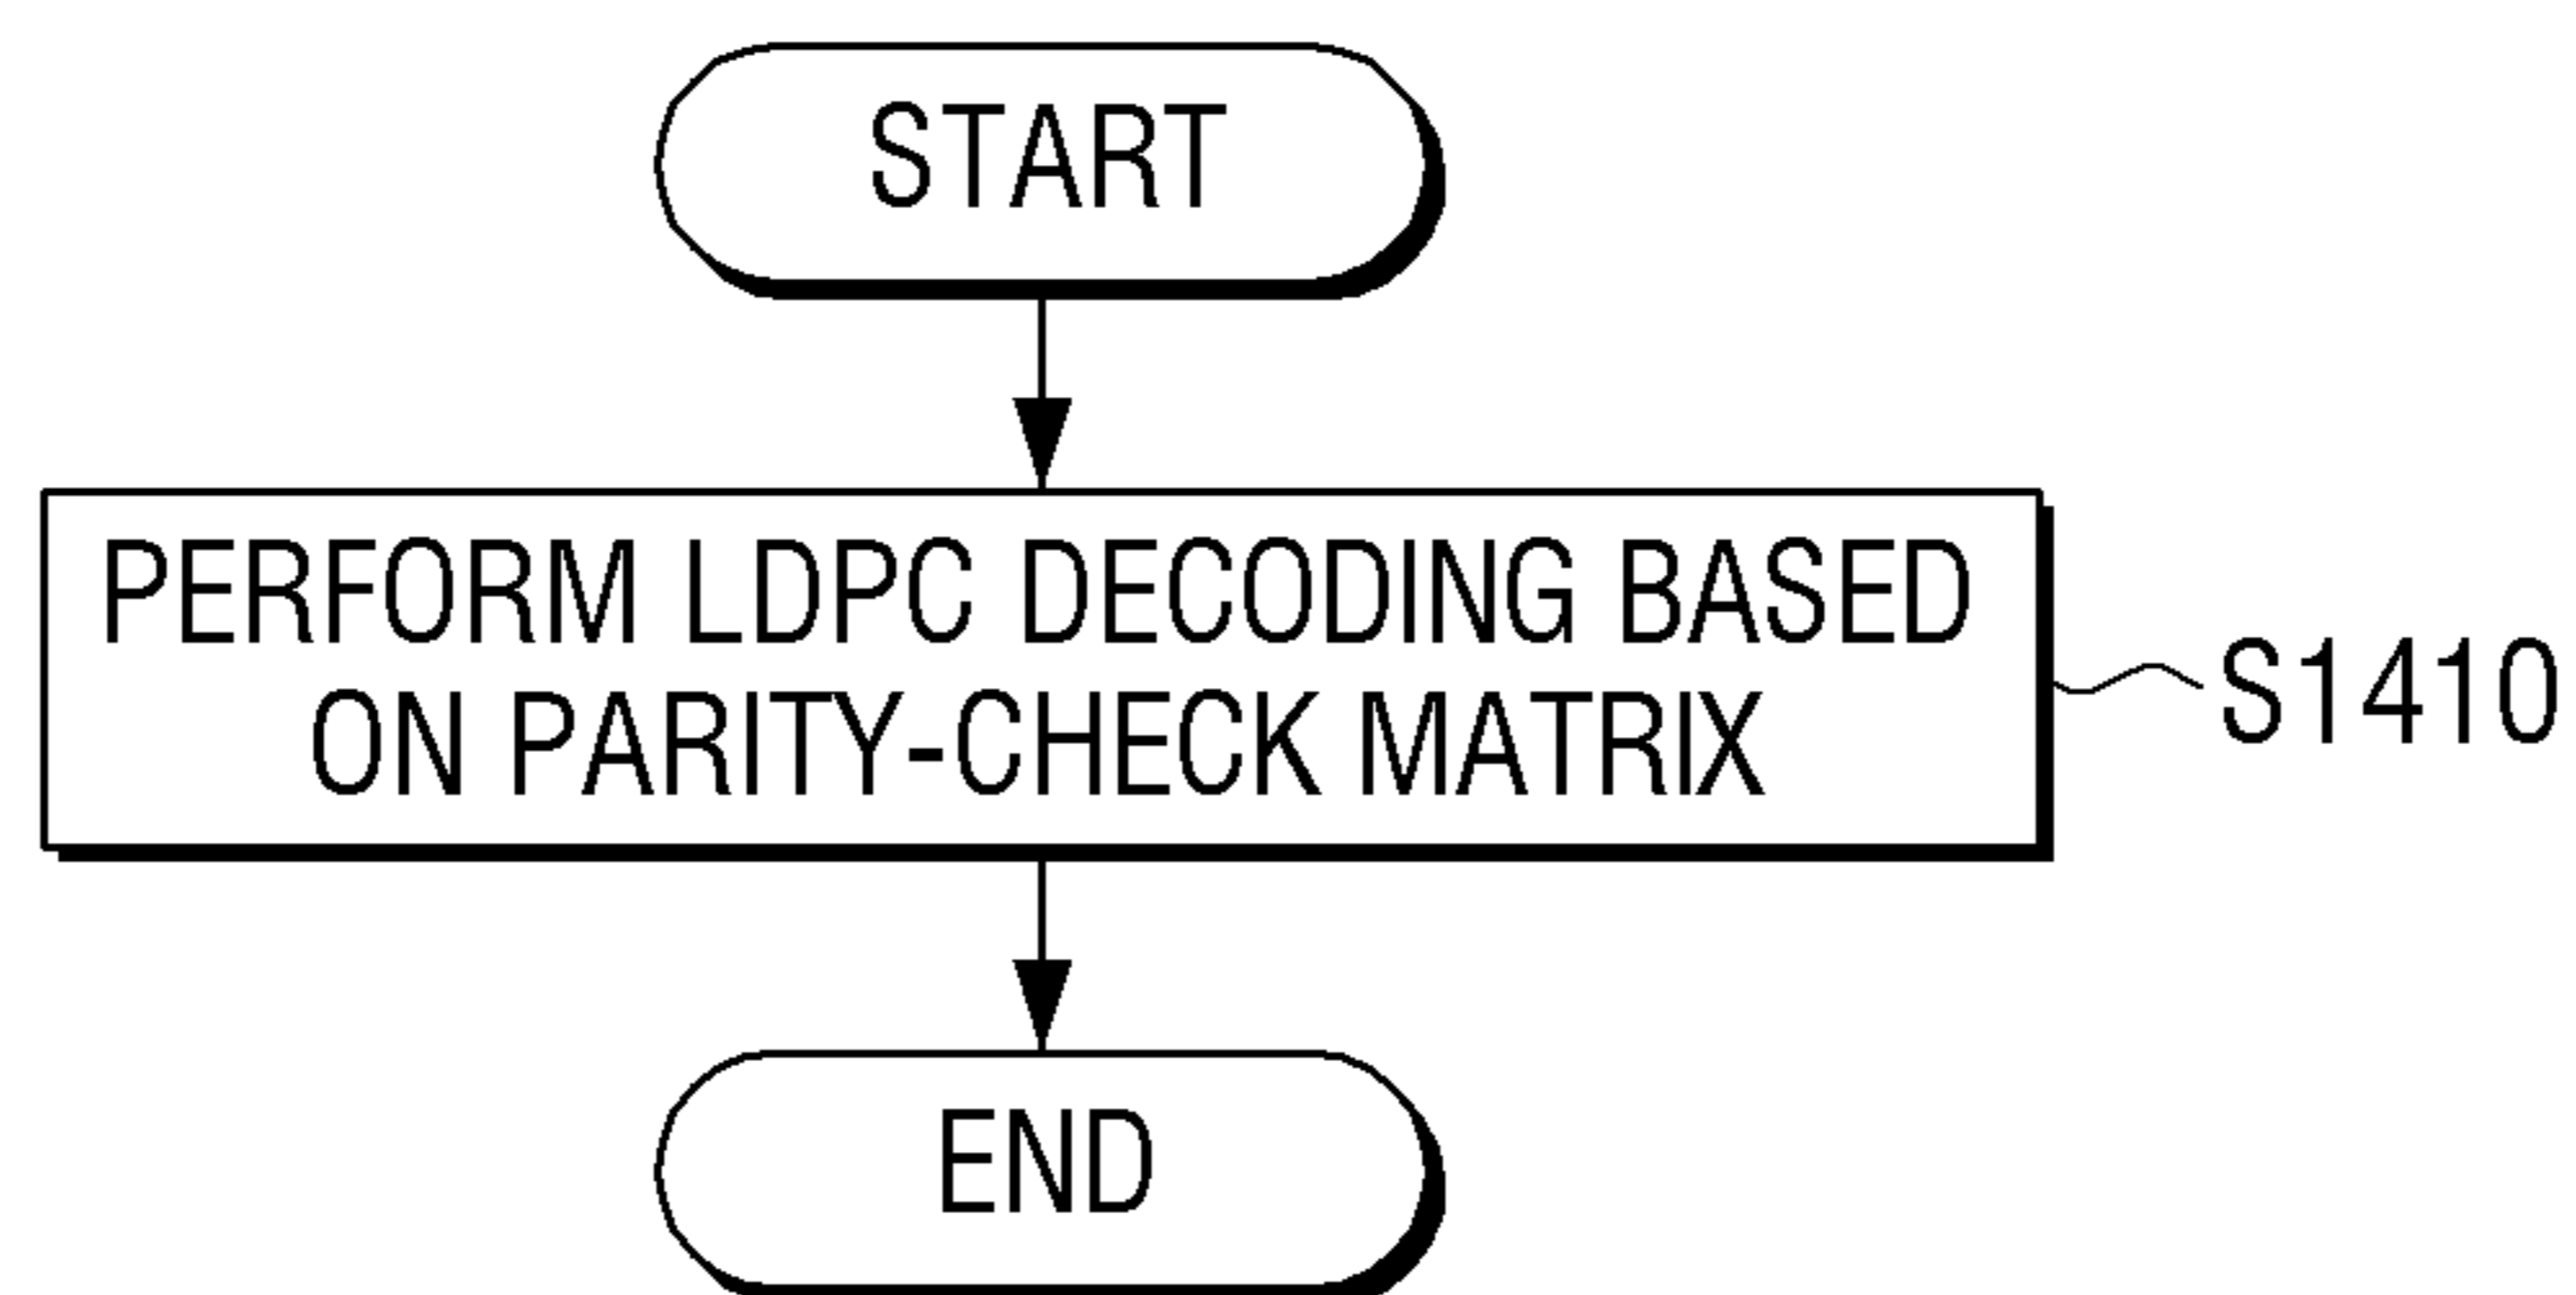 START
PERFORM LDPC DECODING BASED
ON PARITY-CHECK MATRIX
S1410
END